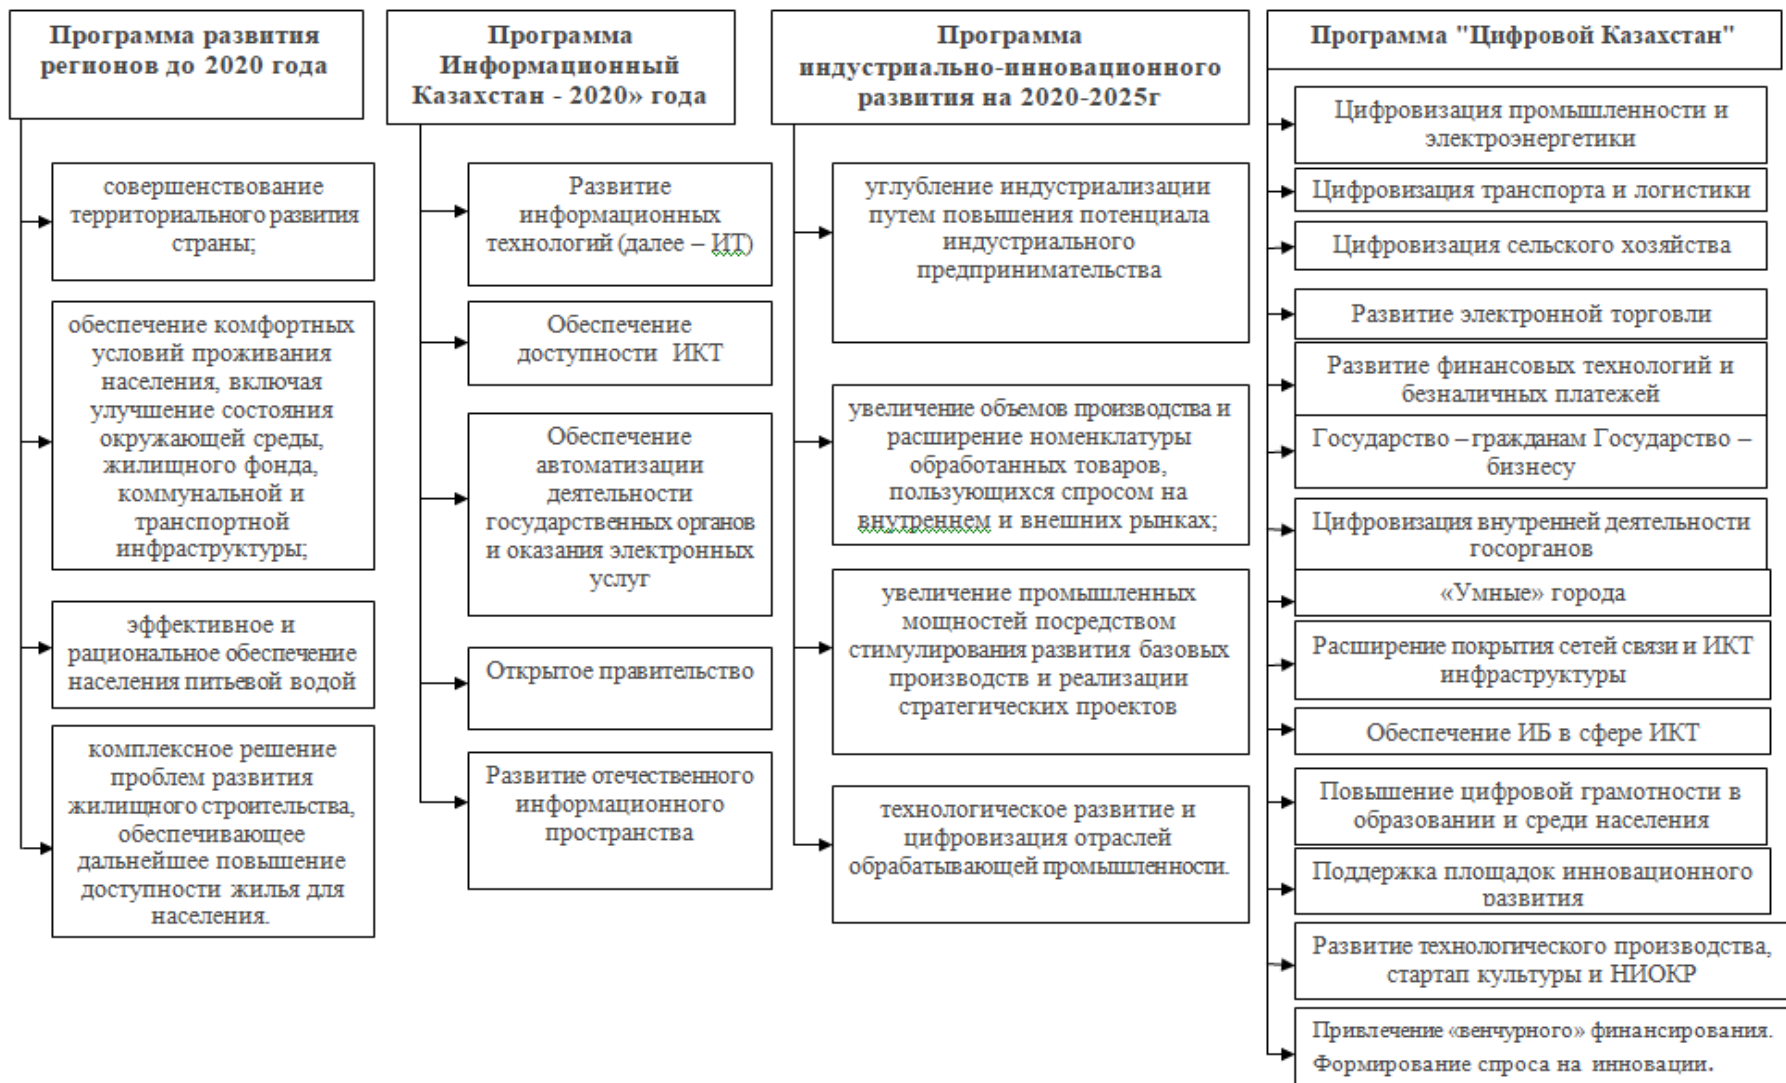 Программа развития
регионов до 2020 года
совершенствование
территориального развития
страны;
обеспечение комфортных
условий проживания
населения, включая
улучшение состояния
окружающей среды,
жилищного фонда,
коммунальной и
транспортной
инфраструктуры;
эффективное и
рациональное обеспечение
населения питьевой водой
комплексное решение
проблем развития
жилищного строительства,
обеспечивающее
дальнейшее повышение
доступности жилья для
населения.
Программа
Информационный
Казахстан - 2020» года
Развитие
информационных
технологий (далее – ИТ)
Обеспечение
доступности ИКТ
Обеспечение
автоматизации
деятельности
государственных органов
и оказания электронных
услуг
Открытое правительство
Развитие отечественного
информационного
пространства
Программа
индустриально-инновационного
развития на 2020-2025г
углубление индустриализации
путем повышения потенциала
индустриального
предпринимательства
увеличение объемов производства и
расширение номенклатуры
обработанных товаров,
пользующихся спросом на
внутреннем и внешних рынках;
увеличение промышленных
мощностей посредством
стимулирования развития базовых
производств и реализации
стратегических проектов
технологическое развитие и
цифровизация отраслей
обрабатывающей промышленности.
Программа "Цифровой Казахстан"
Цифровизация промышленности и
электроэнергетики
Цифровизация транспорта и логистики
Цифровизация сельского хозяйства
Развитие электронной торговли
Развитие финансовых технологий и
безналичных платежей
Государство – гражданам Государство –
бизнесу
Цифровизация внутренней деятельности
госорганов
«Умные» города
Расширение покрытия сетей связи и ИКТ
инфраструктуры
Обеспечение ИБ в сфере ИКТ
Повышение цифровой грамотности в
образовании и среди населения
Поддержка площадок инновационного
развития
Развитие технологического производства,
стартап культуры и НИОКР
Привлечение «венчурного» финансирования.
Формирование спроса на инновации.